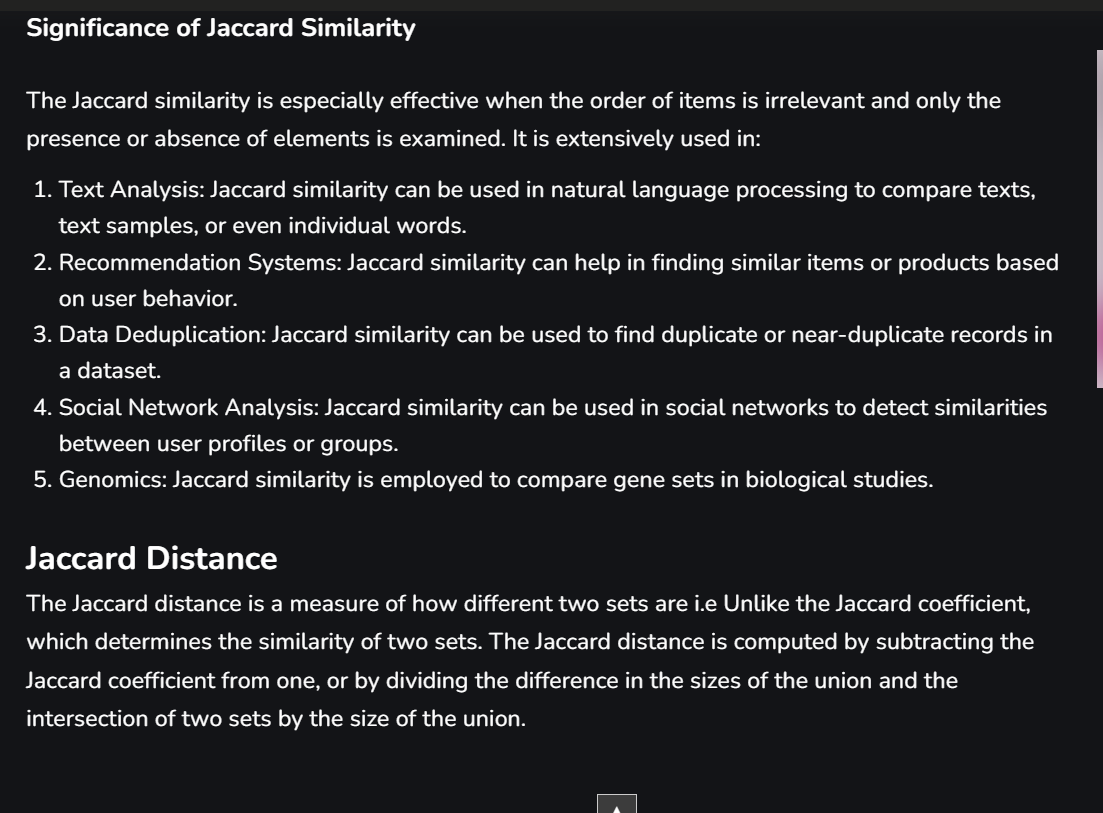 Significance of Jaccard Similarity
The Jaccard similarity is especially effective when the order of items is irrelevant and only the
presence or absence of elements is examined. It is extensively used in:
1. Text Analysis: Jaccard similarity can be used in natural language processing to compare texts,
text samples, or even individual words.
2. Recommendation Systems: Jaccard similarity can help in finding similar items or products based
on user behavior.
3. Data Deduplication: Jaccard similarity can be used to find duplicate or near-duplicate records in
a dataset.
4. Social Network Analysis: Jaccard similarity can be used in social networks to detect similarities
between user profiles or groups.
5. Genomics: Jaccard similarity is employed to compare gene sets in biological studies.
Jaccard Distance
The Jaccard distance is a measure of how different two sets are i.e Unlike the Jaccard coefficient,
which determines the similarity of two sets. The Jaccard distance is computed by subtracting the
Jaccard coefficient from one, or by dividing the difference in the sizes of the union and the
intersection of two sets by the size of the union.